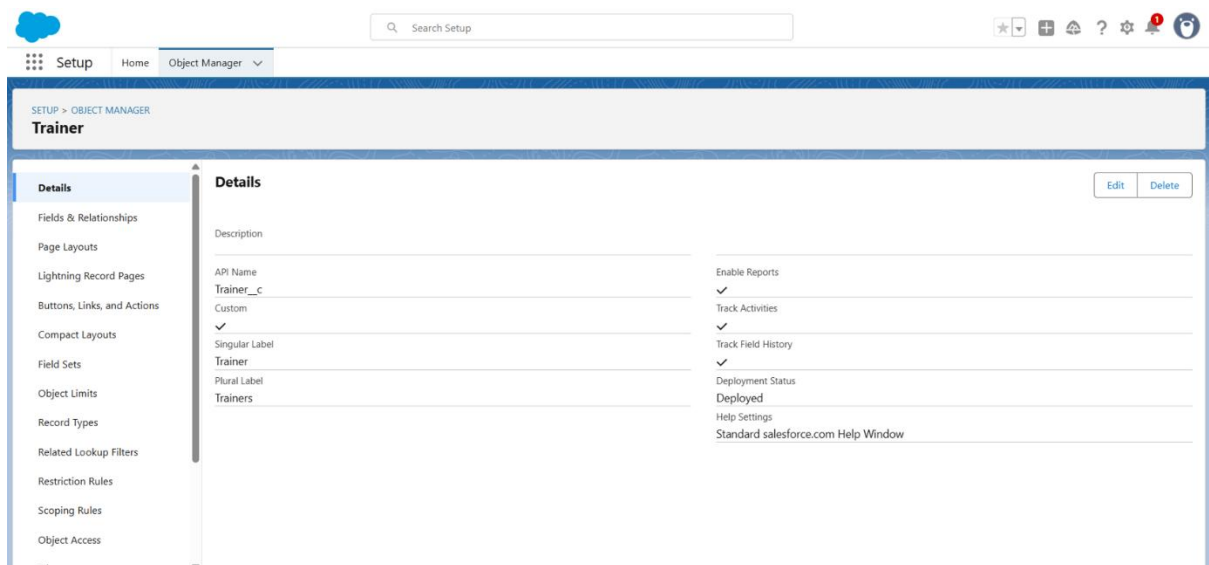 Search Setup
1
Setup
Home
Object Manager
SETUP > OBJECT MANAGER
Trainer
Details
Fields & Relationships
Page Layouts
Lightning Record Pages
Buttons, Links, and Actions
Compact Layouts
Field Sets
Object Limits
Record Types
Related Lookup Filters
Restriction Rules
Scoping Rules
Object Access
Details
Edit
Delete
Description
API Name
Trainer__c
Custom
Singular Label
Trainer
Plural Label
Trainers
Enable Reports
Track Activities
Track Field History
Deployment Status
Deployed
Help Settings
Standard salesforce.com Help Window